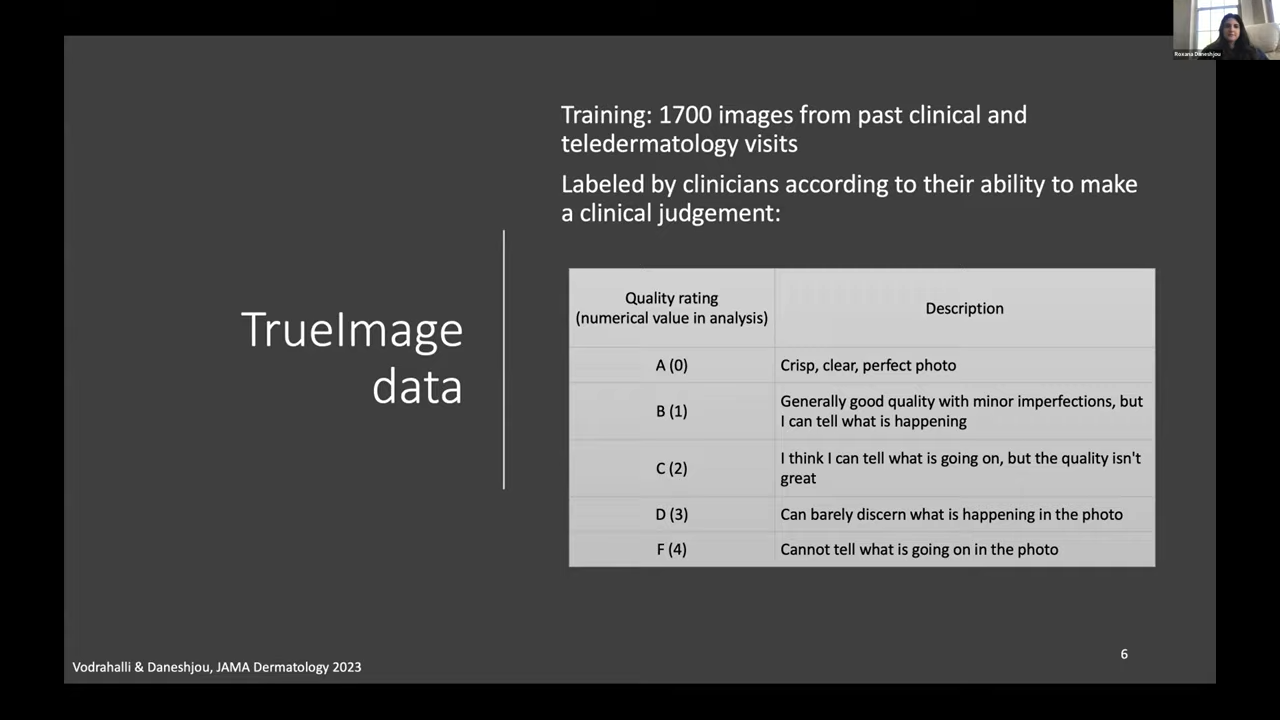 Roxana Daneshjou
Training: 1700 images from past clinical and
teledermatology visits
Labeled by clinicians according to their ability to make
a clinical judgement:
TrueImage
data
Quality rating
(numerical value in analysis)
Description
A (0)
Crisp, clear, perfect photo
B (1)
Generally good quality with minor imperfections, but
I can tell what is happening
C (2)
I think I can tell what is going on, but the quality isn't
great
D (3)
Can barely discern what is happening in the photo
F (4)
Cannot tell what is going on in the photo
6
Vodrahalli & Daneshjou, JAMA Dermatology 2023